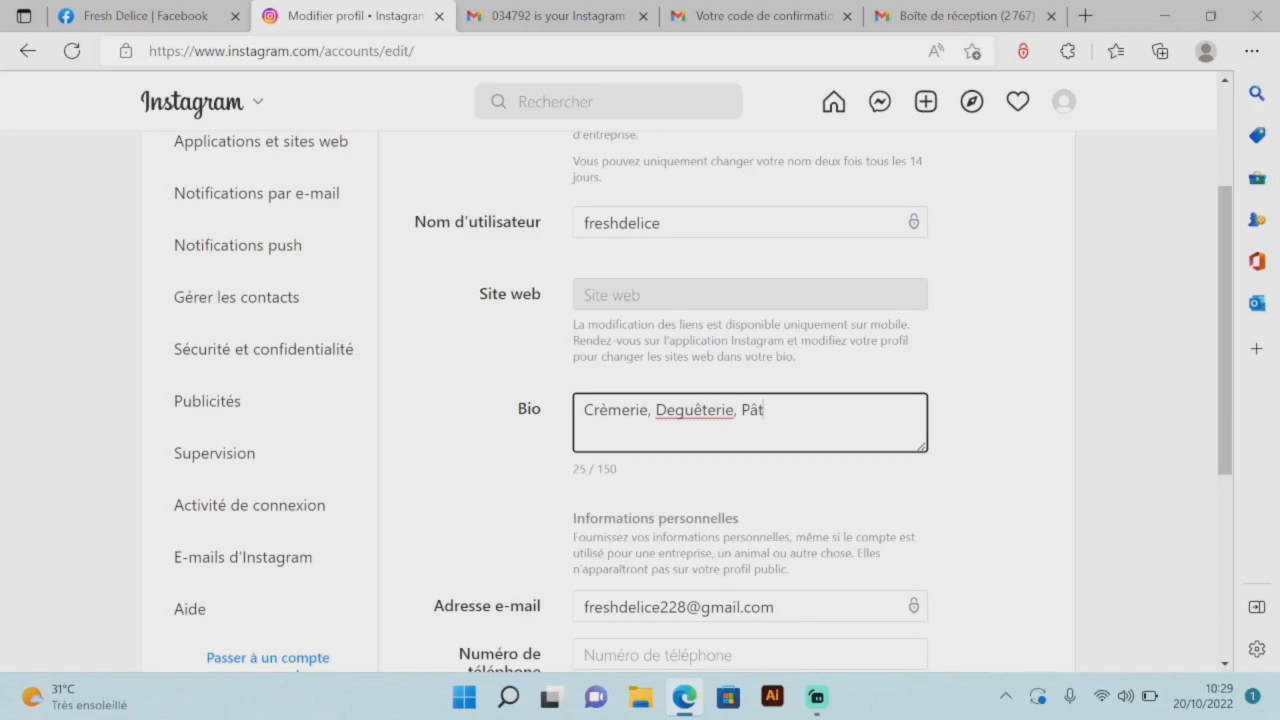 Fresh Delice | Facebook
Modifier profil • Instagram
034792 is your Instagram
Votre code de confirmatio
Boîte de réception (2 767)
https://www.instagram.com/accounts/edit/
Instagram
Rechercher
Applications et sites web
Notifications par e-mail
Notifications push
Gérer les contacts
Sécurité et confidentialité
Publicités
Supervision
Activité de connexion
E-mails d'Instagram
Aide
Passer à un compte
d'entreprise.
Vous pouvez uniquement changer votre nom deux fois tous les 14
jours.
Nom d'utilisateur
freshdelice
Site web
Site web
La modification des liens est disponible uniquement sur mobile.
Rendez-vous sur l'application Instagram et modifiez votre profil
pour changer les sites web dans votre bio.
Bio
Crèmerie, Deguêterie, Pât
25 / 150
Informations personnelles
Fournissez vos informations personnelles, même si le compte est
utilisé pour une entreprise, un animal ou autre chose. Elles
n'apparaîtront pas sur votre profil public.
Adresse e-mail
freshdelice228@gmail.com
Numéro de
téléphone
Numéro de téléphone
31°C
Très ensoleillé
Ai
10:29
20/10/2022
1